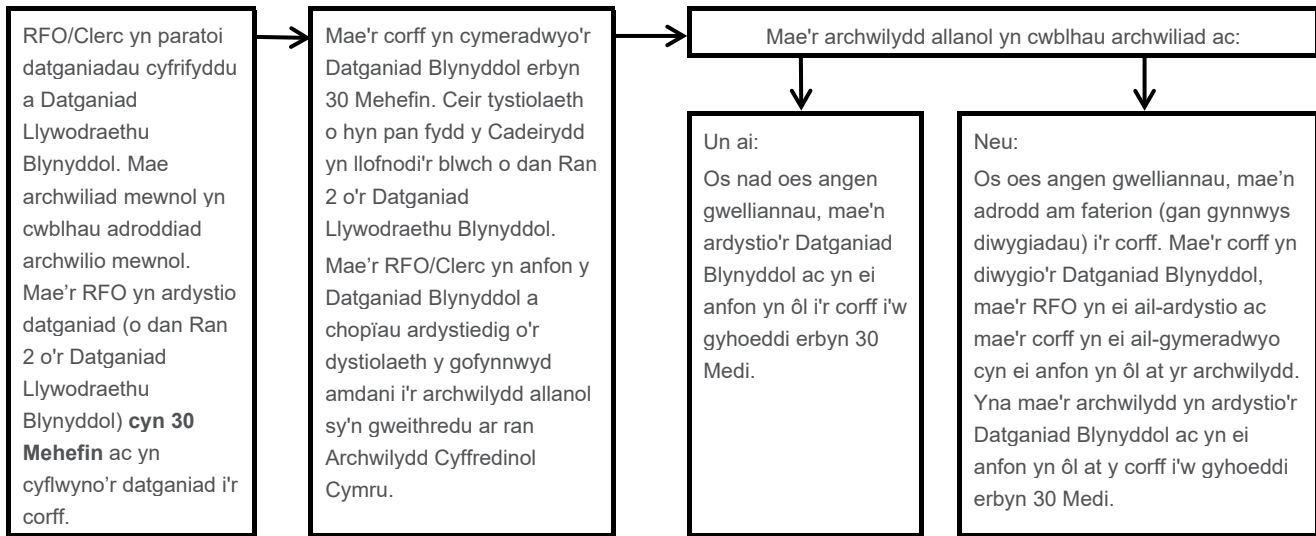 RFO/Clerc yn paratoi
datganiadau cyfrifyddu
a Datganiad
Llywodraethu
Blynyddol. Mae
archwiliad mewnol yn
cwblhau adroddiad
archwilio mewnol.
Mae’r RFO yn ardystio
datganiad (o dan Ran
2 o'r Datganiad
Llywodraethu
Blynyddol) cyn 30
Mehefin ac yn
cyflwyno’r datganiad i'r
corff.
Mae'r corff yn cymeradwyo'r
Datganiad Blynyddol erbyn
30 Mehefin. Ceir tystiolaeth
o hyn pan fydd y Cadeirydd
yn llofnodi'r blwch o dan Ran
2 o'r Datganiad
Llywodraethu Blynyddol.
Mae’r RFO/Clerc yn anfon y
Datganiad Blynyddol a
chopïau ardystiedig o'r
dystiolaeth y gofynnwyd
amdani i'r archwilydd allanol
sy'n gweithredu ar ran
Archwilydd Cyffredinol
Cymru.
Mae'r archwilydd allanol yn cwblhau archwiliad ac:
Un ai:
Os nad oes angen
gwelliannau, mae'n
ardystio'r Datganiad
Blynyddol ac yn ei
anfon yn ôl i'r corff i'w
gyhoeddi erbyn 30
Medi.
Neu:
Os oes angen gwelliannau, mae’n
adrodd am faterion (gan gynnwys
diwygiadau) i'r corff. Mae'r corff yn
diwygio'r Datganiad Blynyddol,
mae'r RFO yn ei ail-ardystio ac
mae'r corff yn ei ail-gymeradwyo
cyn ei anfon yn ôl at yr archwilydd.
Yna mae'r archwilydd yn ardystio'r
Datganiad Blynyddol ac yn ei
anfon yn ôl at y corff i'w gyhoeddi
erbyn 30 Medi.